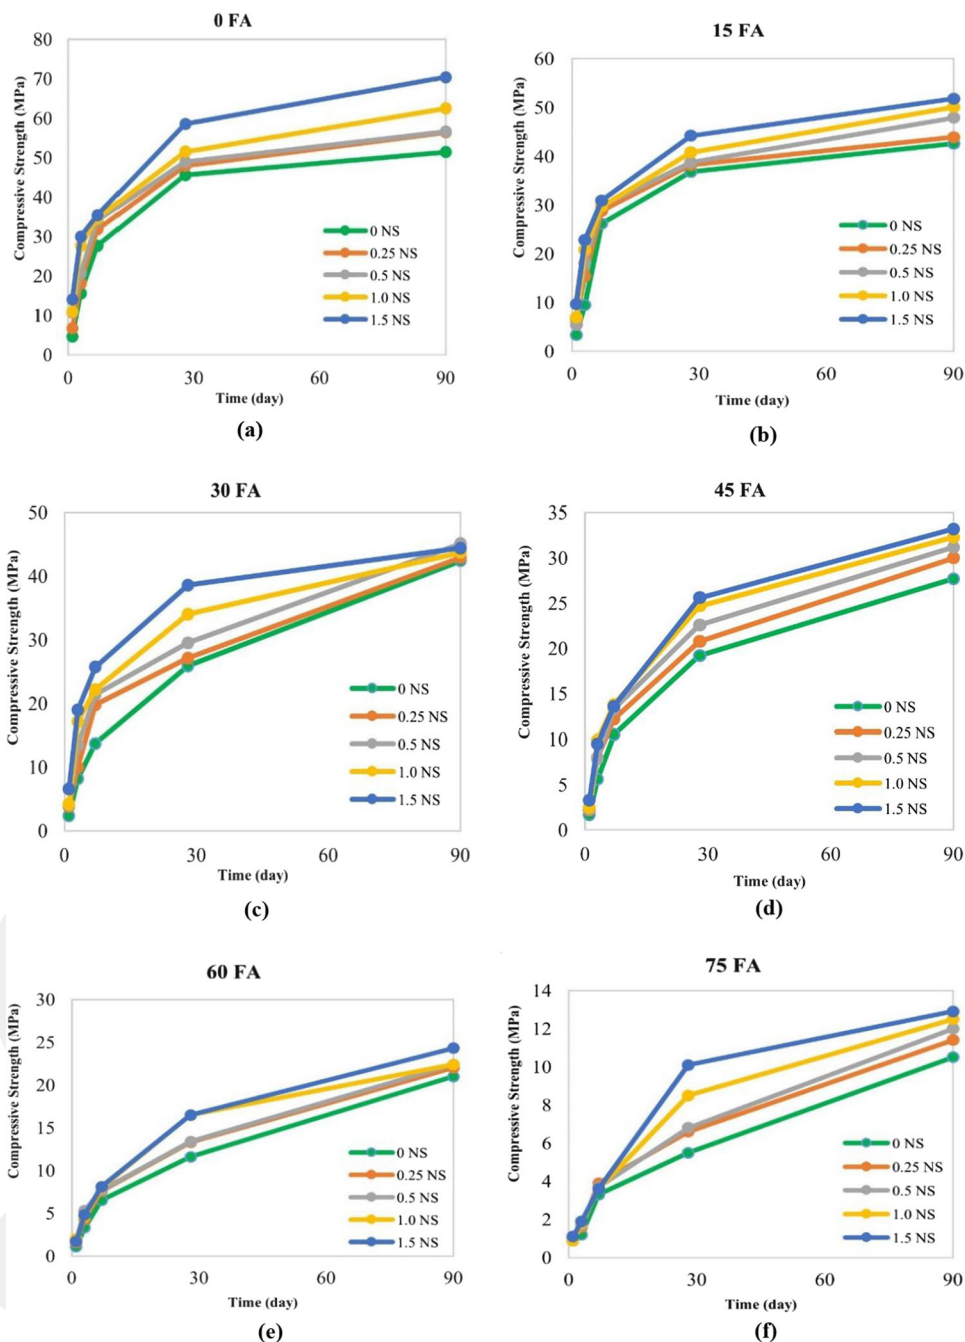 0 FA
80
70
60
50
40
30
20
10
0
Compressive Strength (MPa)
0 NS
0.25 NS
0.5 NS
1.0 NS
1.5 NS
0 30 60 90
Time (day)
(a)
15 FA
60
50
40
30
20
10
0
Compressive Strength (MPa)
0 NS
0.25 NS
0.5 NS
1.0 NS
1.5 NS
0 30 60 90
Time (day)
(b)
30 FA
50
40
30
20
10
0
Compressive Strength (MPa)
0 NS
0.25 NS
0.5 NS
1.0 NS
1.5 NS
0 30 60 90
Time (day)
(c)
45 FA
35
30
25
20
15
10
5
0
Compressive Strength (MPa)
0 NS
0.25 NS
0.5 NS
1.0 NS
1.5 NS
0 30 60 90
Time (day)
(d)
60 FA
30
25
20
15
10
5
0
Compressive Strength (MPa)
0 NS
0.25 NS
0.5 NS
1.0 NS
1.5 NS
0 30 60 90
Time (day)
(e)
75 FA
14
12
10
8
6
4
2
0
Compressive Strength (MPa)
0 NS
0.25 NS
0.5 NS
1.0 NS
1.5 NS
0 30 60 90
Time (day)
(f)